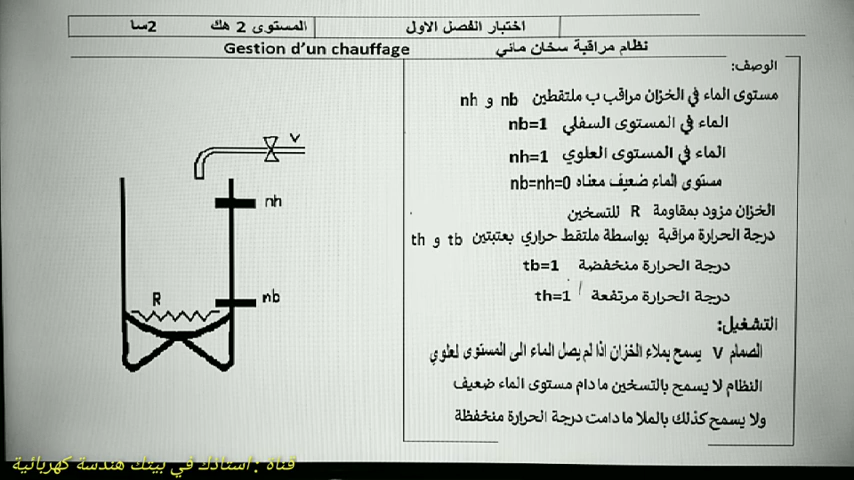 اختبار الفصل الاول
المستوى 2 هك
2سا
نظام مراقبة سخان مائي
Gestion d'un chauffage
الوصف:
مستوى الماء في الخزان مراقب ب ملتقطين nb و nh
الماء في المستوى السفلي nb=1
الماء في المستوى العلوي nh=1
مستوى الماء ضعيف معناه nb=nh=0
الخزان مزود بمقاومة R للتسخين
درجة الحرارة مراقبة بواسطة ملتقط حراري بعتبتين tb و th
درجة الحرارة منخفضة tb=1
درجة الحرارة مرتفعة th=1
التشغيل:
الصمام V يسمح بملاء الخزان اذا لم يصل الماء الى المستوى لعلوي
النظام لا يسمح بالتسخين مادام مستوى الماء ضعيف
ولا يسمح كذلك بالملا ما دامت درجة الحرارة منخفظة
V
nh
nb
R
قناة : استاذك في بيتك هندسة كهربائية